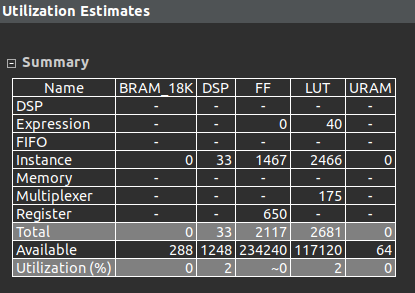 Utilization Estimates
Summary
Name BRAM_18K DSP FF LUT URAM
DSP - - - - -
Expression - - 0 40 -
FIFO - - - - -
Instance 0 33 1467 2466 0
Memory - - - - -
Multiplexer - - - 175 -
Register - - 650 - -
Total 0 33 2117 2681 0
Available 288 1248 234240 117120 64
Utilization (%) 0 2 ~0 2 0